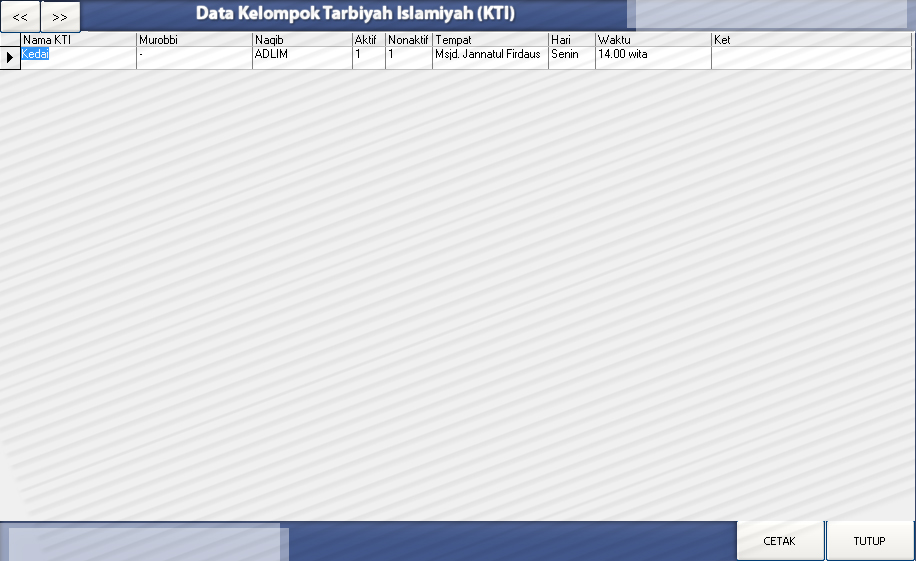 << >> Data Kelompok Tarbiyah Islamiyah (KTI)
Nama KTI Murobbi Naqib Aktif Nonaktif Tempat Hari Waktu Ket
Kedai - ADLIM 1 1 Msjd. Jannatul Firdaus Senin 14.00 wita
CETAK TUTUP